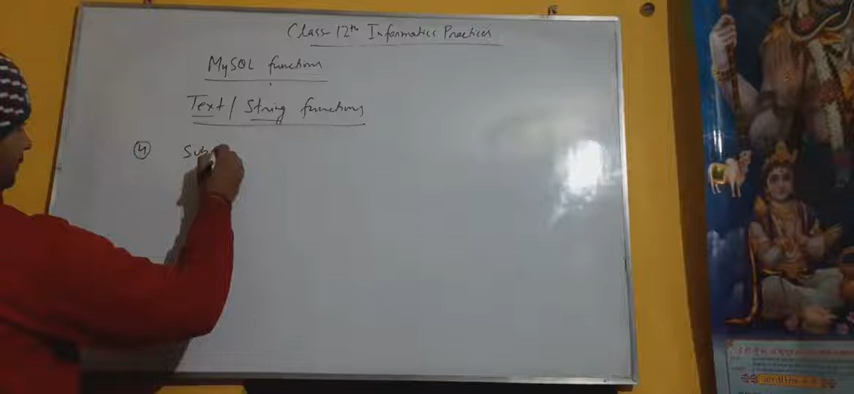 Class-12th Informatics Practices
MySQL functions
Text/ String functions
④ Sub